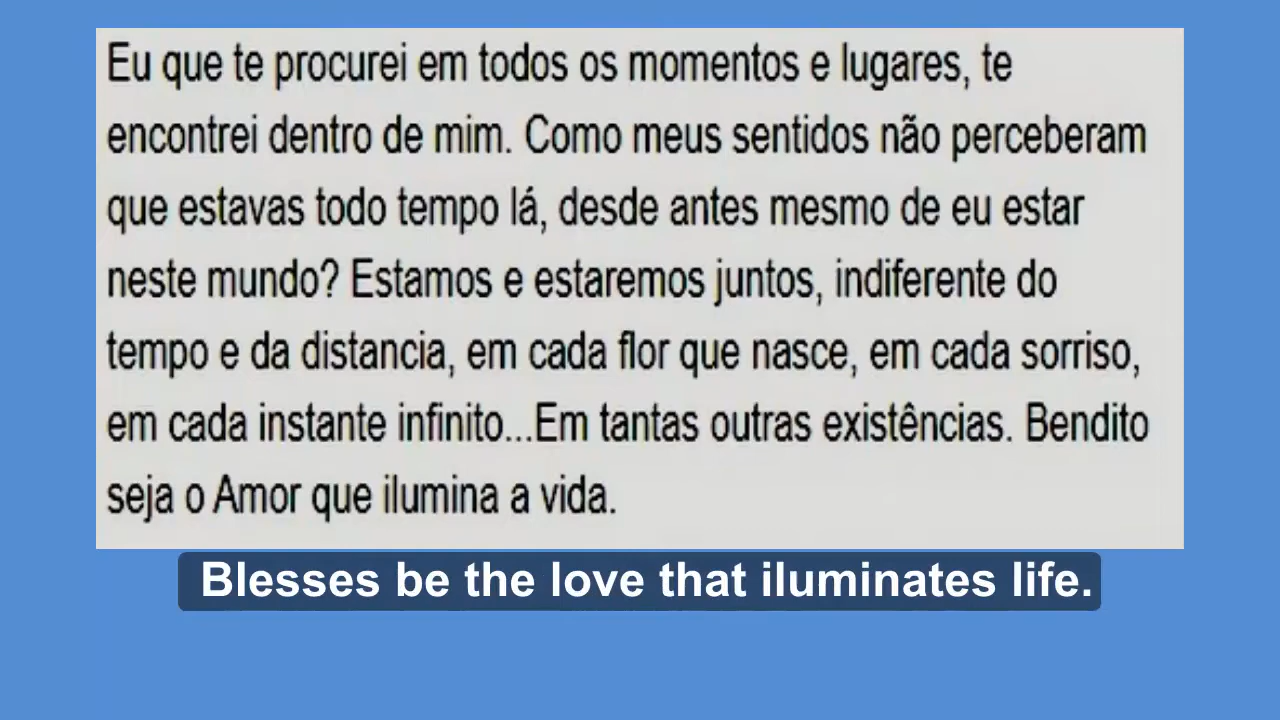 Eu que te procurei em todos os momentos e lugares, te
encontrei dentro de mim. Como meus sentidos não perceberam
que estavas todo tempo lá, desde antes mesmo de eu estar
neste mundo? Estamos e estaremos juntos, indiferente do
tempo e da distancia, em cada flor que nasce, em cada sorriso,
em cada instante infinito...Em tantas outras existências. Bendito
seja o Amor que ilumina a vida.
Blesses be the love that iluminates life.